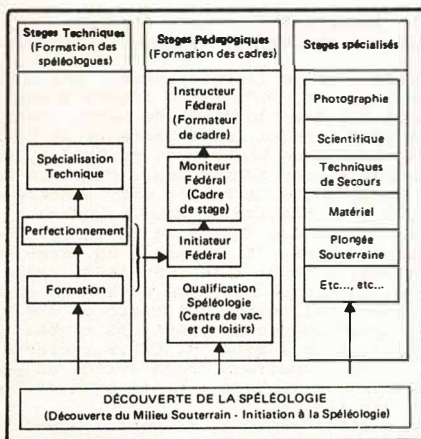 Stages Techniques
(Formation des
spéléologues)
Spécialisation
Technique
Perfectionnement
Formation
Stages Pédagogiques
(Formation des cadres)
Instructeur
Féderal
(Formateur
de cadre)
Moniteur
Fédéral
(Cadre
de stage)
Initiateur
Fédéral
Qualification
Spéléologie
(Centre de vac.
et de loisirs)
Stages spécialisés
Photographie
Scientifique
Techniques
de Secours
Matériel
Plongée
Souterraine
Etc..., etc...
DÉCOUVERTE DE LA SPÉLÉOLOGIE
(Découverte du Milieu Souterrain - Initiation à la Spéléologie)